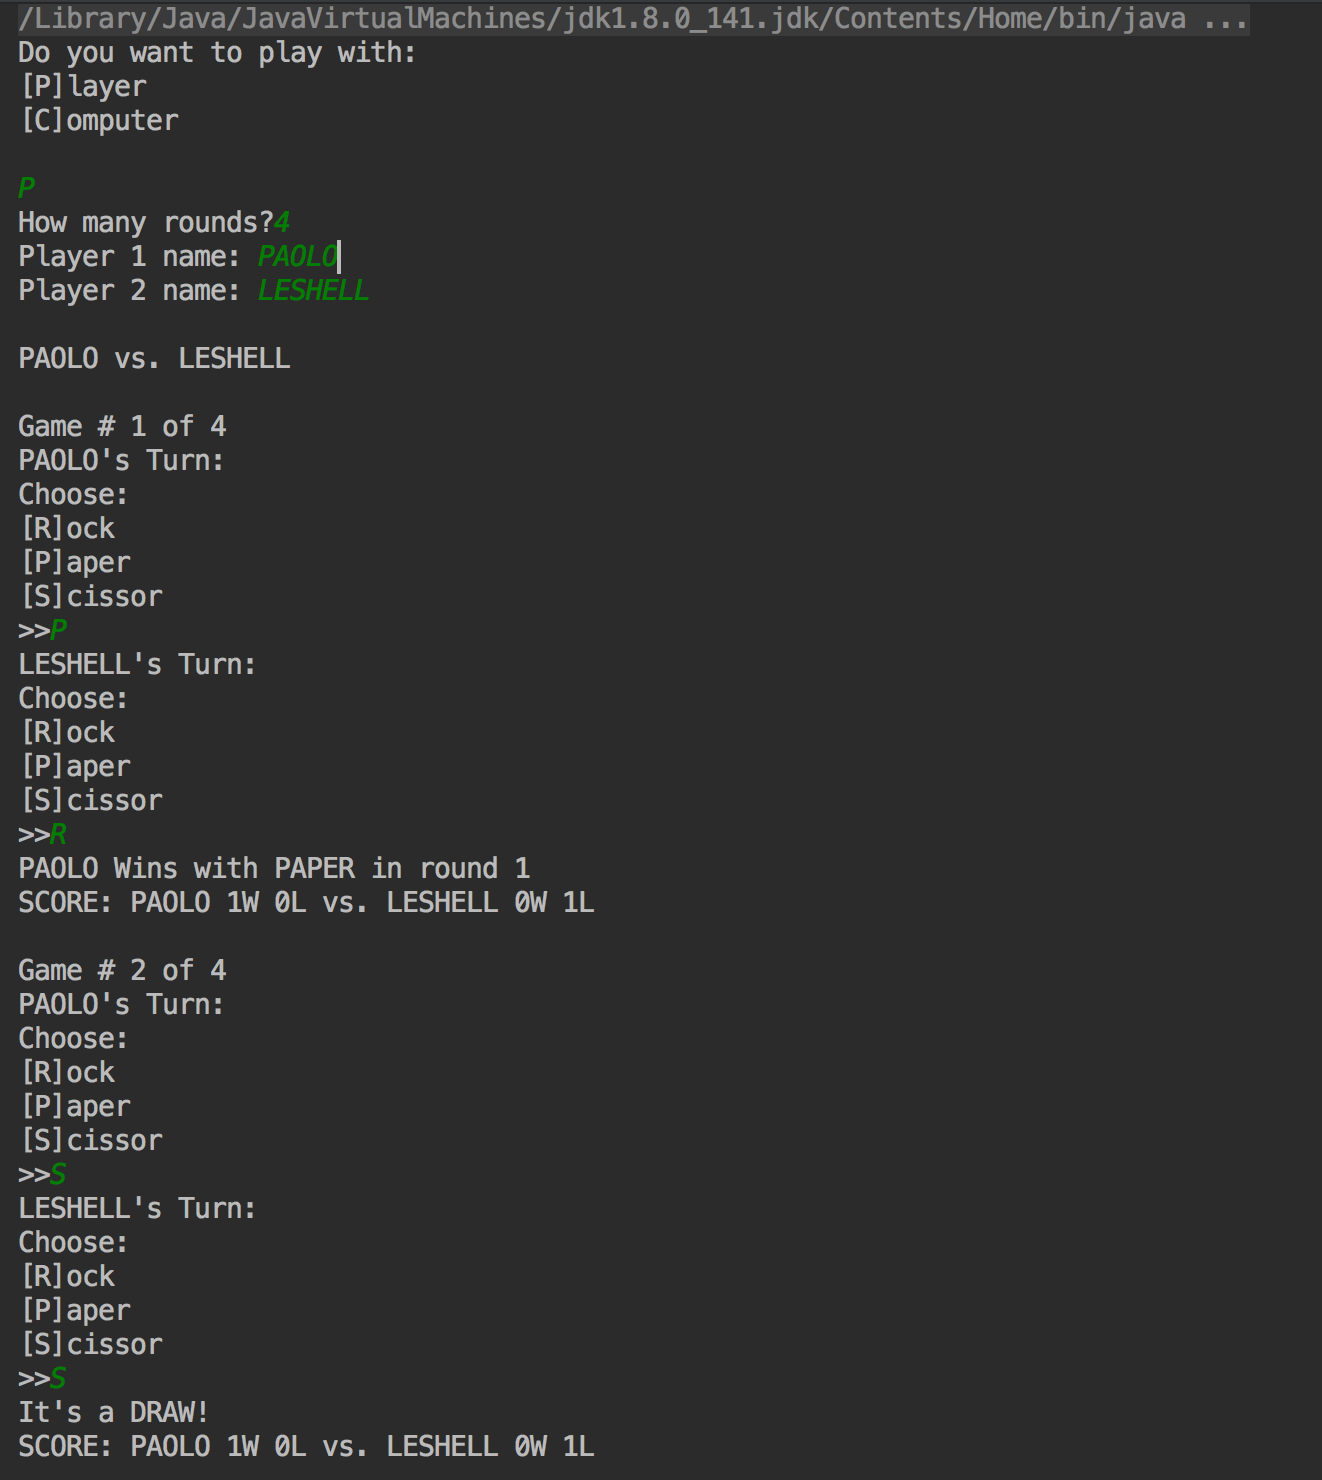 /Library/Java/JavaVirtualMachines/jdk1.8.0_141.jdk/Contents/Home/bin/java ...
Do you want to play with:
[P]layer
[C]omputer
P
How many rounds?4
Player 1 name: PAOLO
Player 2 name: LESHELL
PAOLO vs. LESHELL
Game # 1 of 4
PAOLO's Turn:
Choose:
[R]ock
[P]aper
[S]cissor
>>P
LESHELL's Turn:
Choose:
[R]ock
[P]aper
[S]cissor
>>R
PAOLO Wins with PAPER in round 1
SCORE: PAOLO 1W 0L vs. LESHELL 0W 1L
Game # 2 of 4
PAOLO's Turn:
Choose:
[R]ock
[P]aper
[S]cissor
>>S
LESHELL's Turn:
Choose:
[R]ock
[P]aper
[S]cissor
>>S
It's a DRAW!
SCORE: PAOLO 1W 0L vs. LESHELL 0W 1L